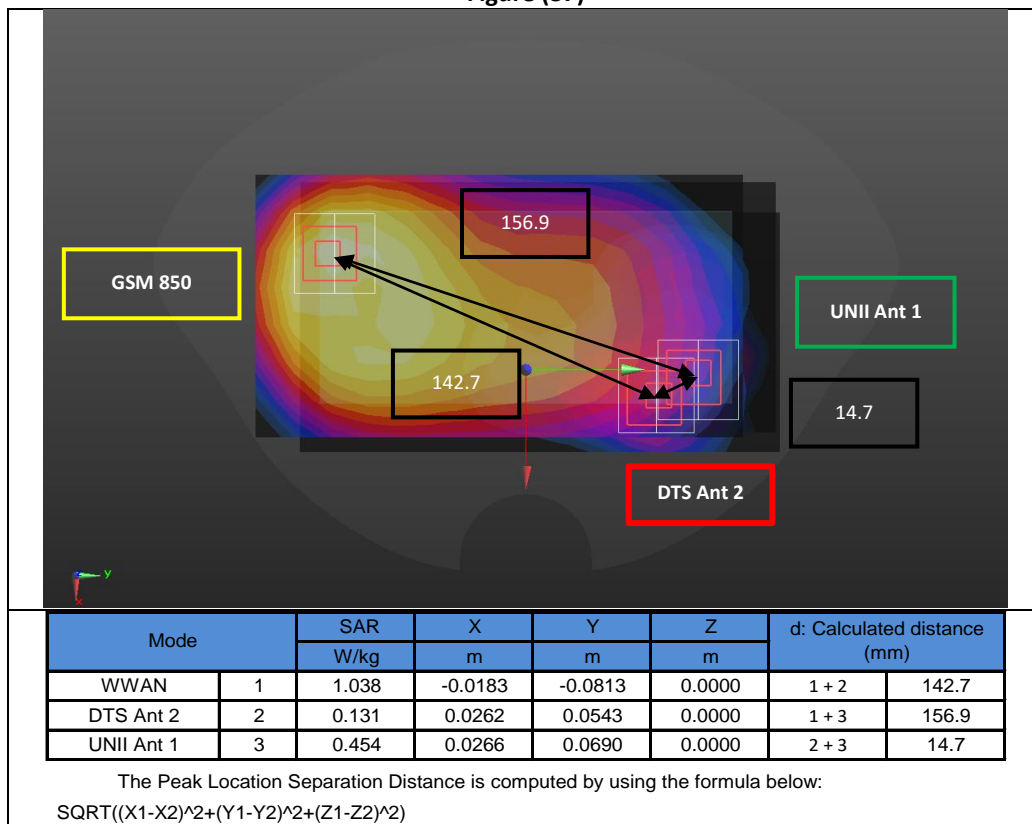 156.9
GSM 850
UNII Ant 1
142.7
14.7
DTS Ant 2
y
x
Mode SAR X Y Z d: Calculated distance (mm)
W/kg m m m
WWAN 1 1.038 -0.0183 -0.0813 0.0000 1 + 2 142.7
DTS Ant 2 2 0.131 0.0262 0.0543 0.0000 1 + 3 156.9
UNII Ant 1 3 0.454 0.0266 0.0690 0.0000 2 + 3 14.7
The Peak Location Separation Distance is computed by using the formula below:
SQRT((X1-X2)^2+(Y1-Y2)^2+(Z1-Z2)^2)